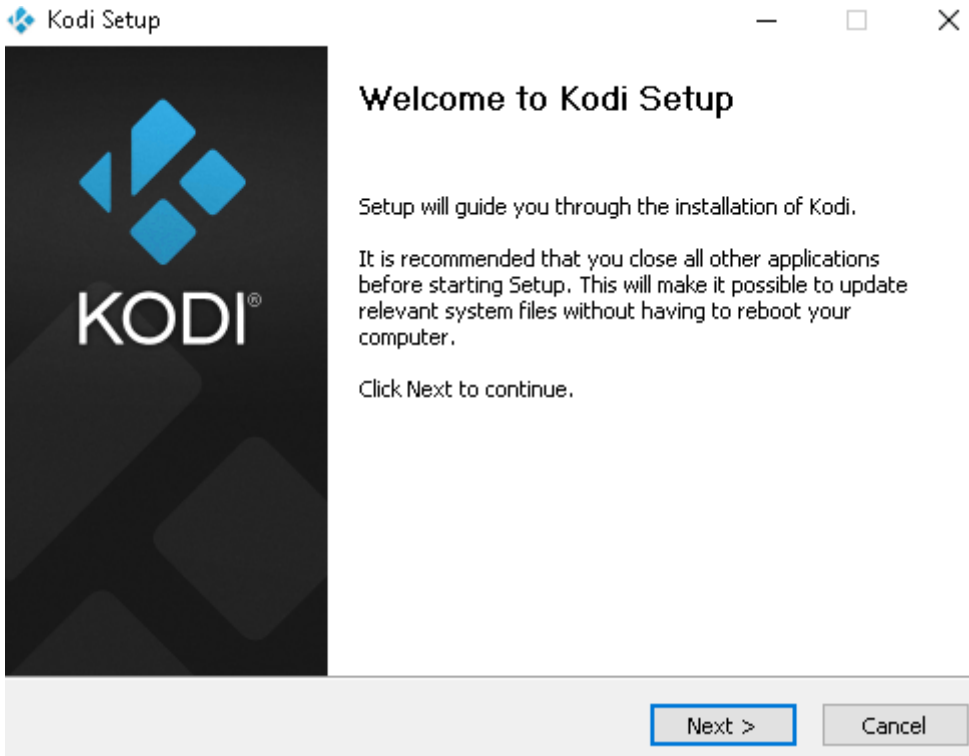 Kodi Setup
Welcome to Kodi Setup
Setup will guide you through the installation of Kodi.
It is recommended that you close all other applications
before starting Setup. This will make it possible to update
relevant system files without having to reboot your
computer.
Click Next to continue.
KODI®
Next >
Cancel